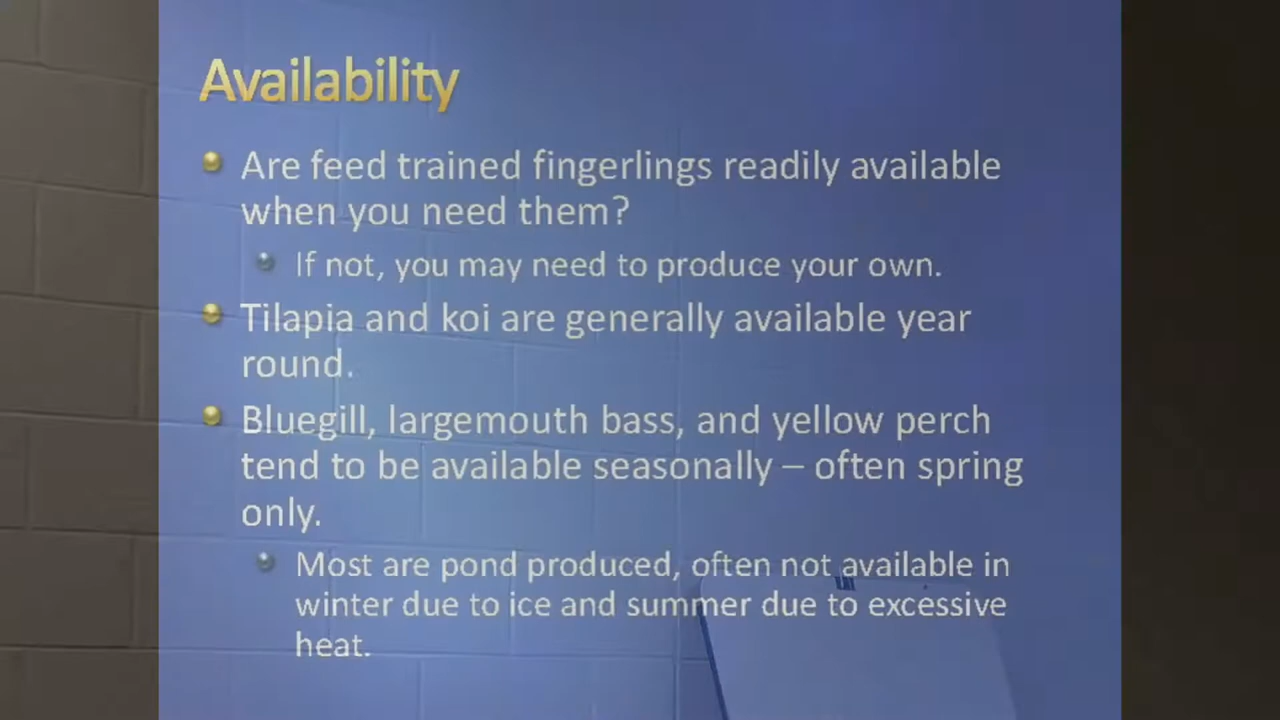 Availability
Are feed trained fingerlings readily available
when you need them?
If not, you may need to produce your own.
Tilapia and koi are generally available year
round.
Bluegill, largemouth bass, and yellow perch
tend to be available seasonally – often spring
only.
Most are pond produced, often not available in
winter due to ice and summer due to excessive
heat.